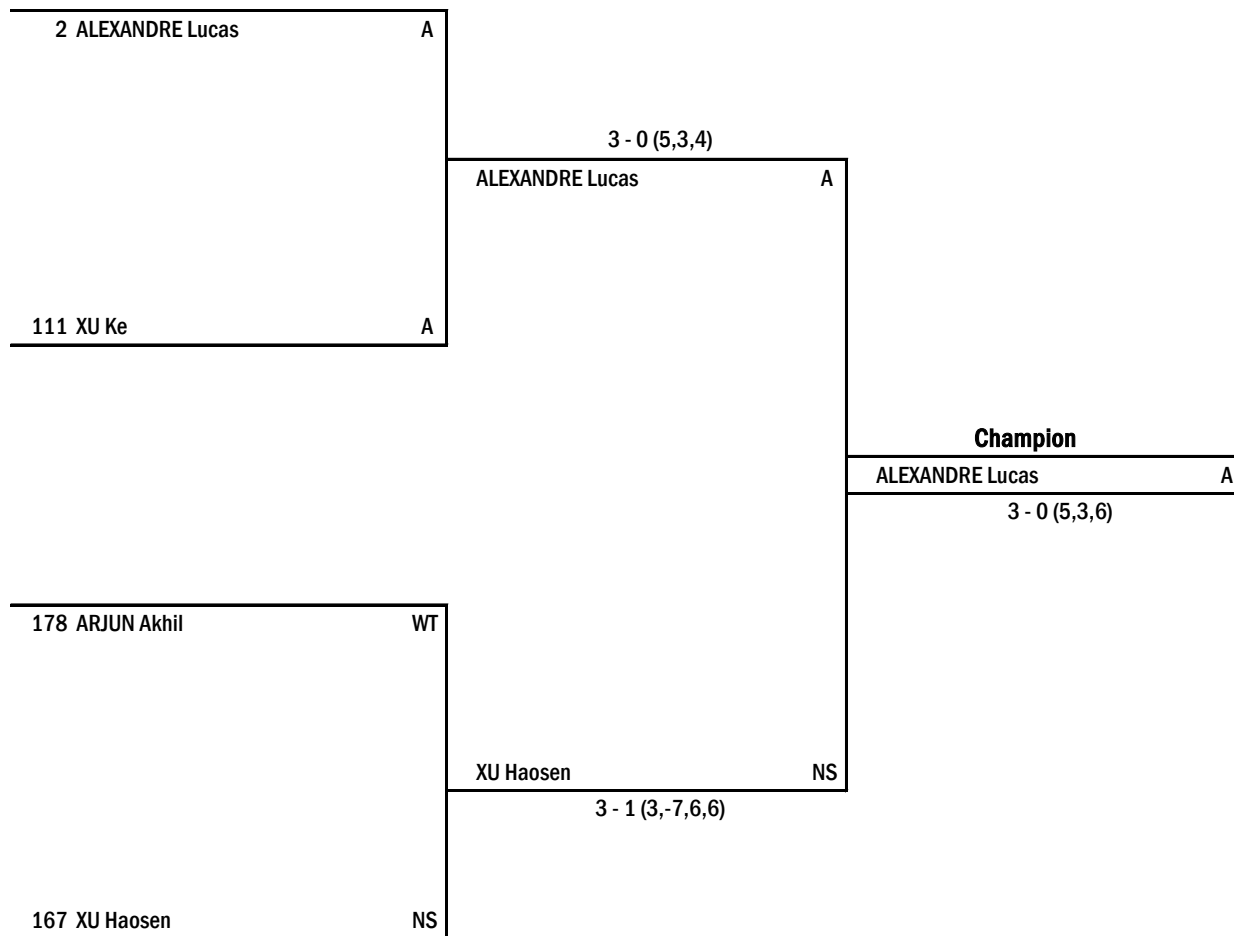 2 ALEXANDRE Lucas A
3 - 0 (5,3,4)
ALEXANDRE Lucas A
111 XU Ke A
Champion
ALEXANDRE Lucas A
3 - 0 (5,3,6)
178 ARJUN Akhil WT
XU Haosen NS
3 - 1 (3,-7,6,6)
167 XU Haosen NS